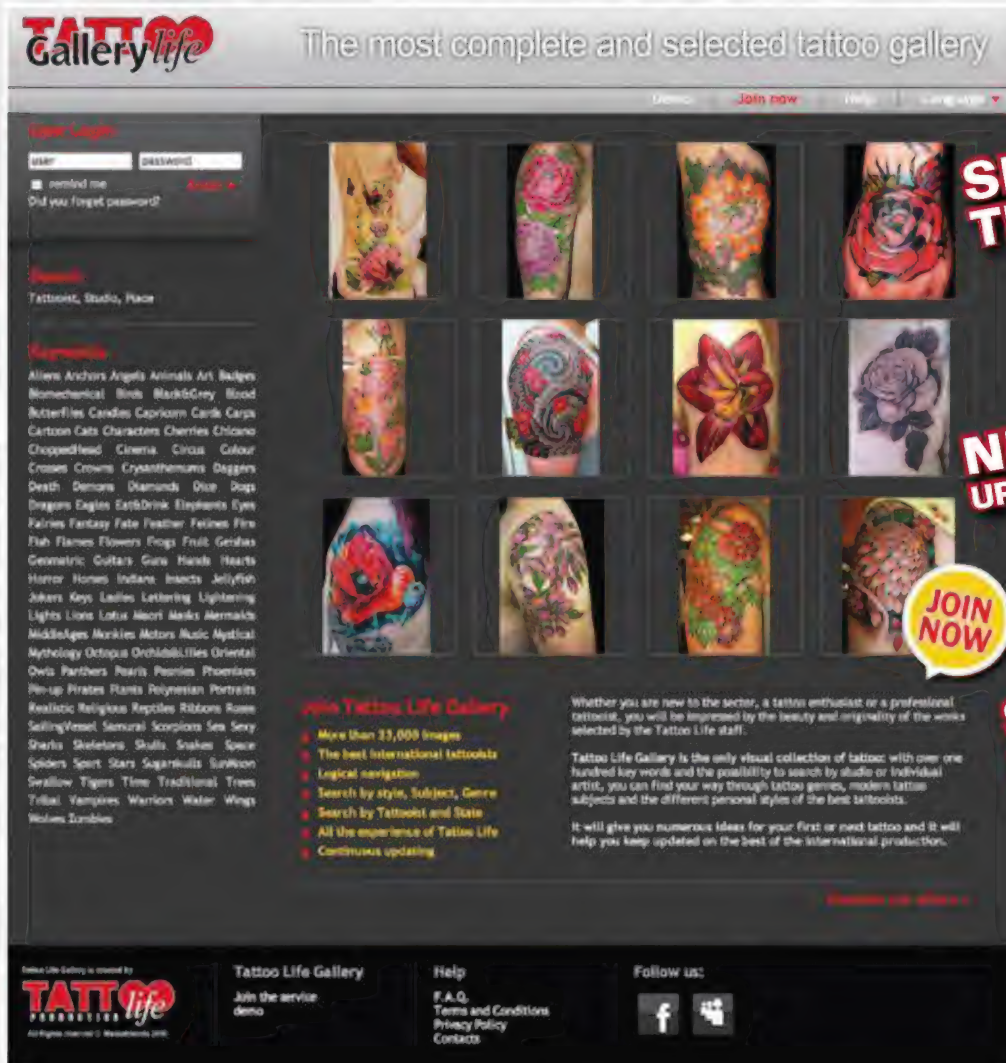 TATTOO
Gallery life
The most complete and selected tattoo gallery
Demo Join now Help Language
User Login
user password
remind me
Did you forget password?
Search
Tattooist, Studio, Place
Keywords
Aliens Anchors Angels Animals Art Badges
Biomechanical Birds Black&Grey Blood
Butterflies Candles Capricorn Cards Carps
Cartoon Cats Characters Cherries Chicano
ChoppedHead Cinema Circus Colour
Crosses Crowns Crysanthemums Daggers
Death Demons Diamonds Dice Dogs
Dragons Eagles Eat&Drink Elephants Eyes
Fairies Fantasy Fate Feather Felines Fire
Fish Flames Flowers Frogs Fruit Geishas
Geometric Guitars Guns Hands Hearts
Horror Horses Indians Insects Jellyfish
Jokers Keys Ladies Lettering Lightening
Lights Lions Lotus Maori Masks Mermaids
MiddleAges Monkies Motors Music Mystical
Mythology Octopus Orchids&Lilies Oriental
Owls Panthers Pearls Peonies Phoenixes
Pin-up Pirates Plants Polynesian Portraits
Realistic Religious Reptiles Ribbons Roses
SailingVessel Samurai Scorpions Sea Sexy
Sharks Skeletons Skulls Snakes Space
Spiders Sport Stars Sugarskulls SunMoon
Swallow Tigers Time Traditional Trees
Tribal Vampires Warriors Water Wings
Wolves Zombies
JOIN
NOW
Join Tattoo Life Gallery
More than 33,000 images
The best international tattooists
Logical navigation
Search by style, Subject, Genre
Search by Tattooist and State
All the experience of Tattoo Life
Continuous updating
Whether you are new to the sector, a tattoo enthusiast or a professional
tattooist, you will be impressed by the beauty and originality of the works
selected by the Tattoo Life staff.
Tattoo Life Gallery is the only visual collection of tattoo: with over one
hundred key words and the possibility to search by studio or individual
artist, you can find your way through tattoo genres, modern tattoo
subjects and the different personal styles of the best tattooists.
It will give you numerous ideas for your first or next tattoo and it will
help you keep updated on the best of the international production.
Tattoo Life Gallery is created by
TATTOO life
PRODUCTION
All Rights reserved ©
Tattoo Life Gallery
Join the service
demo
Help
F.A.Q.
Terms and Conditions
Privacy Policy
Contacts
Follow us: